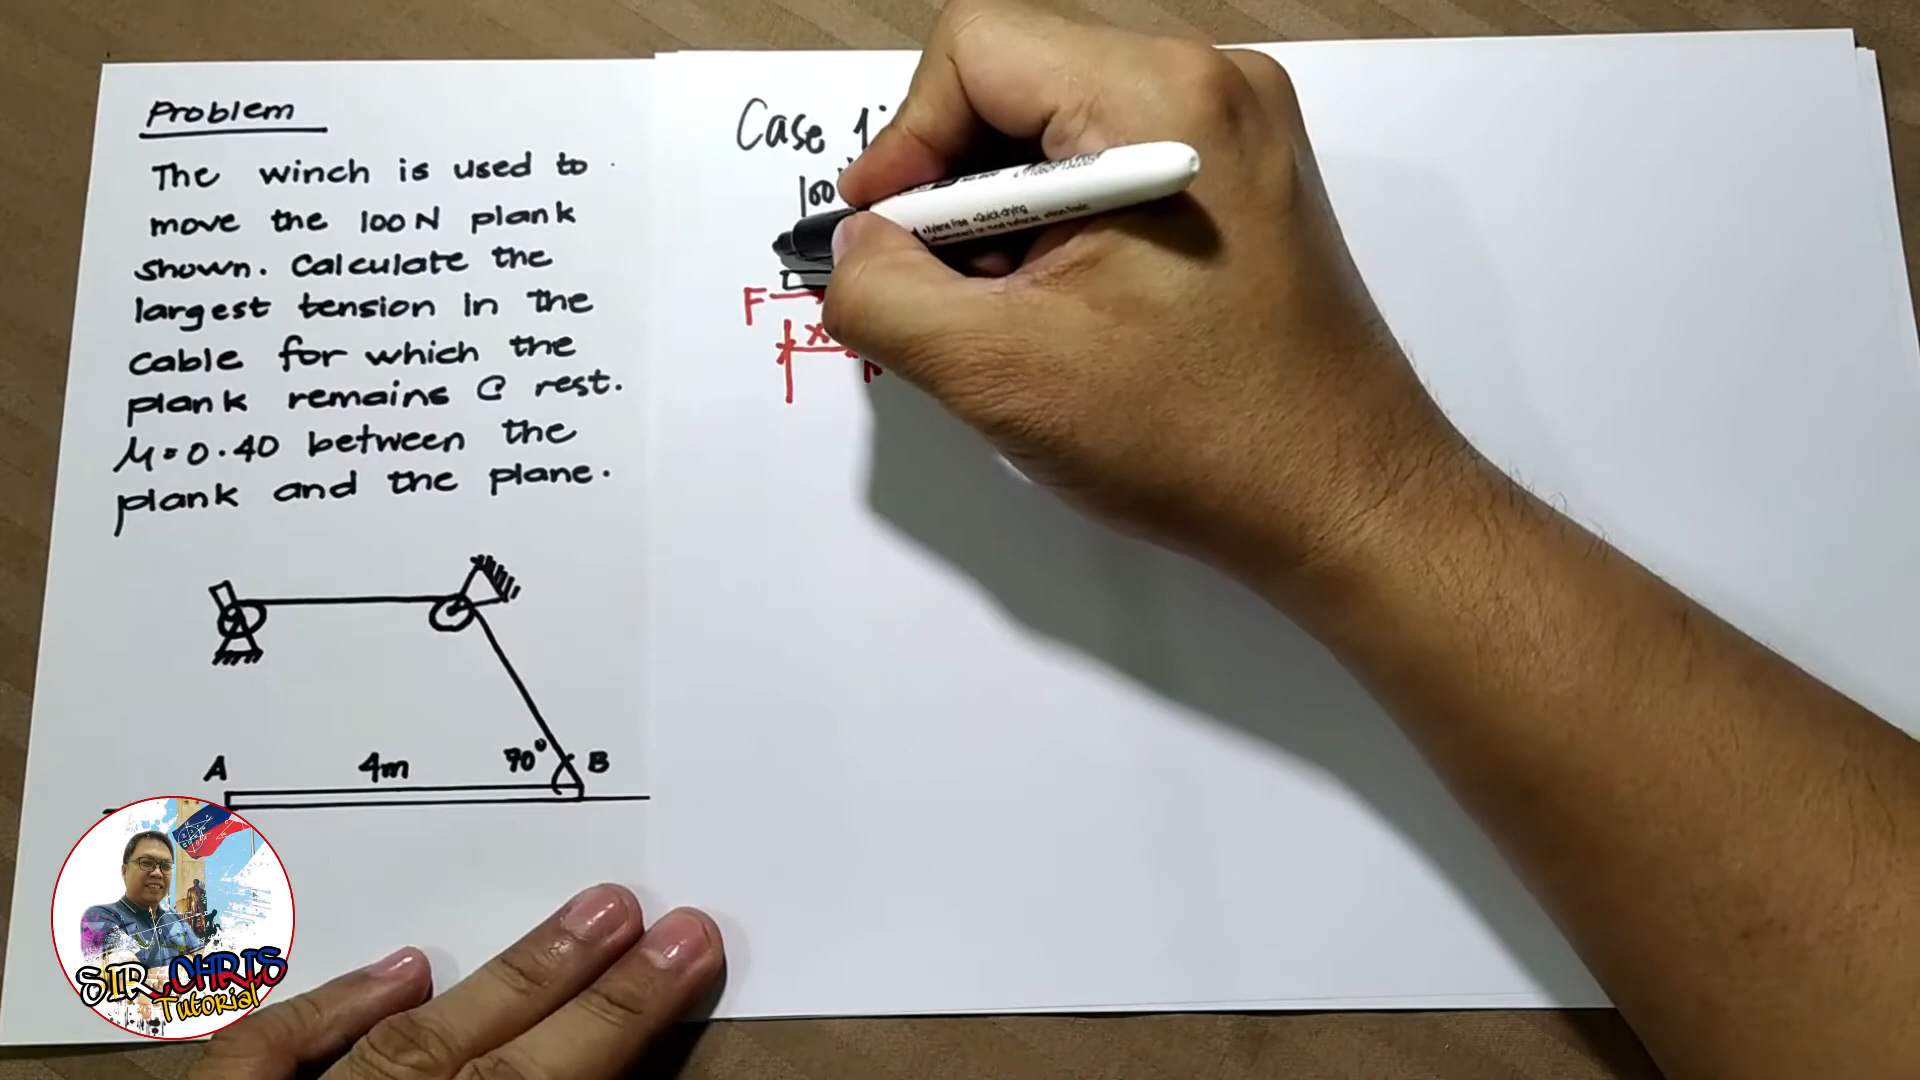 Problem
The winch is used to
move the 100N plank
shown. Calculate the
largest tension in the
cable for which the
plank remains @ rest.
μ=0.40 between the
plank and the plane.
A
4m
70°
B
Case 1:
100
F
x
SIR CHRIS
Tutorial